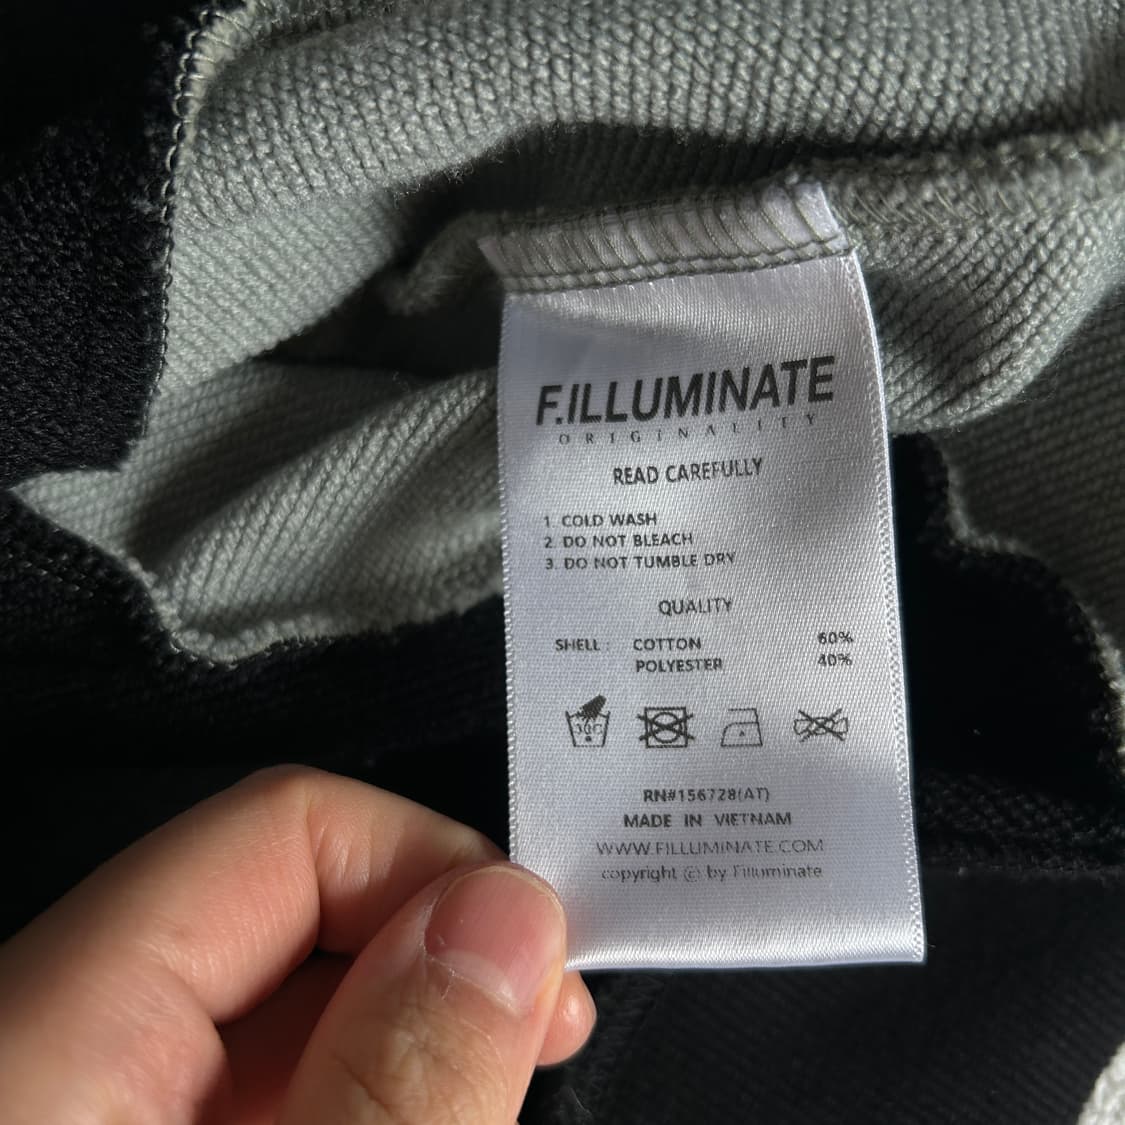 F.ILLUMINATE
ORIGINALITY
READ CAREFULLY
1. COLD WASH
2. DO NOT BLEACH
3. DO NOT TUMBLE DRY
QUALITY
SHELL : COTTON 60%
POLYESTER 40%
30C
RN#156728(AT)
MADE IN VIETNAM
WWW.FILLUMINATE.COM
copyright © by Filluminate